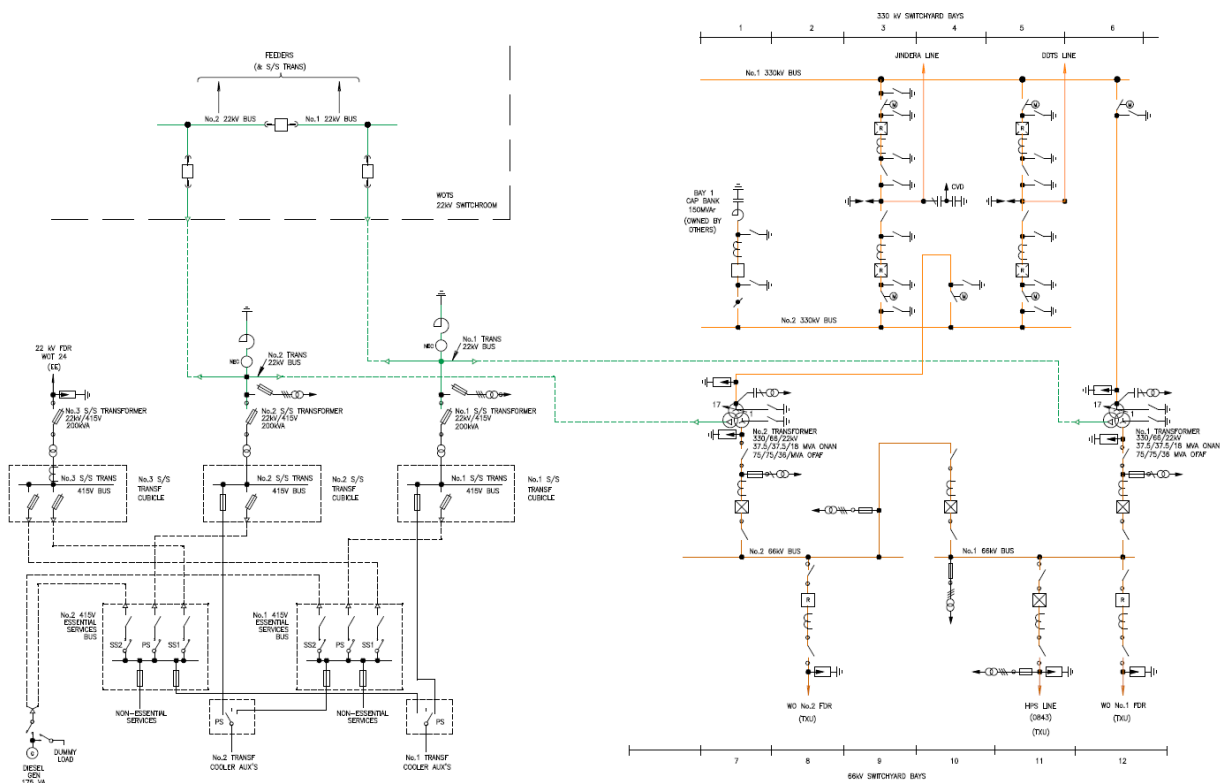 330 kV SWITCHYARD BAYS
1 2 3 4 5 6
JINDERA LINE
DDTS LINE
No.1 330kV BUS
FEEDERS
(& S/S TRANS)
No.2 22kV BUS
No.1 22kV BUS
WOTS
22kV SWITCHROOM
BAY 1
CAP BANK
150MVAr
(OWNED BY
OTHERS)
CVD
M
R
M
R
M
R
M
M
R
M
M
No.2 330kV BUS
22 kV FDR
WOT 24
(EE)
NEC
No.2 TRANS
22kV BUS
NEC
No.1 TRANS
22kV BUS
No.3 S/S TRANSFORMER
22kV/415V
200kVA
No.2 S/S TRANSFORMER
22kV/415V
200kVA
No.1 S/S TRANSFORMER
22kV/415V
200kVA
17
1
No.2 TRANSFORMER
330/66/22kV
37.5/37.5/18 MVA ONAN
75/75/36/MVA OFAF
17
1
No.1 TRANSFORMER
330/66/22kV
37.5/37.5/18 MVA ONAN
75/75/36 MVA OFAF
No.3 S/S TRANS
415V BUS
No.3 S/S
TRANSF
CUBICLE
No.2 S/S TRANS
415V BUS
No.2 S/S
TRANSF
CUBICLE
No.1 S/S TRANS
415V BUS
No.1 S/S
TRANSF
CUBICLE
No.2 66kV BUS
No.1 66kV BUS
No.2 415V
ESSENTIAL
SERVICES
BUS
SS2 PS SS1
No.1 415V
ESSENTIAL
SERVICES
BUS
SS2 PS SS1
R
R
NON-ESSENTIAL
SERVICES
NON-ESSENTIAL
SERVICES
PS
PS
WO No.2 FDR
(TXU)
HPS LINE
(0843)
(TXU)
WO No.1 FDR
(TXU)
G
DUMMY
LOAD
DIESEL
GEN
No.2 TRANSF
COOLER AUX'S
No.1 TRANSF
COOLER AUX'S
7 8 9 10 11 12
66kV SWITCHYARD BAYS